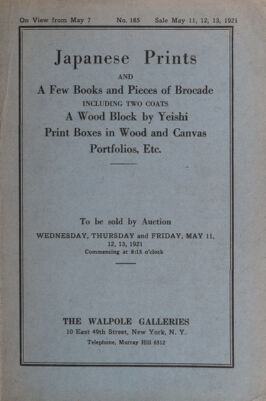 On View from May 7 No. 185 Sale May 11, 12, 13, 1921
Japanese Prints
AND
A Few Books and Pieces of Brocade
INCLUDING TWO COATS
A Wood Block by Yeishi
Print Boxes in Wood and Canvas
Portfolios, Etc.
To be sold by Auction
WEDNESDAY, THURSDAY and FRIDAY, MAY 11,
12, 13, 1921
Commencing at 8:15 o'clock
THE WALPOLE GALLERIES
10 East 49th Street, New York, N. Y.
Telephone, Murray Hill 6512